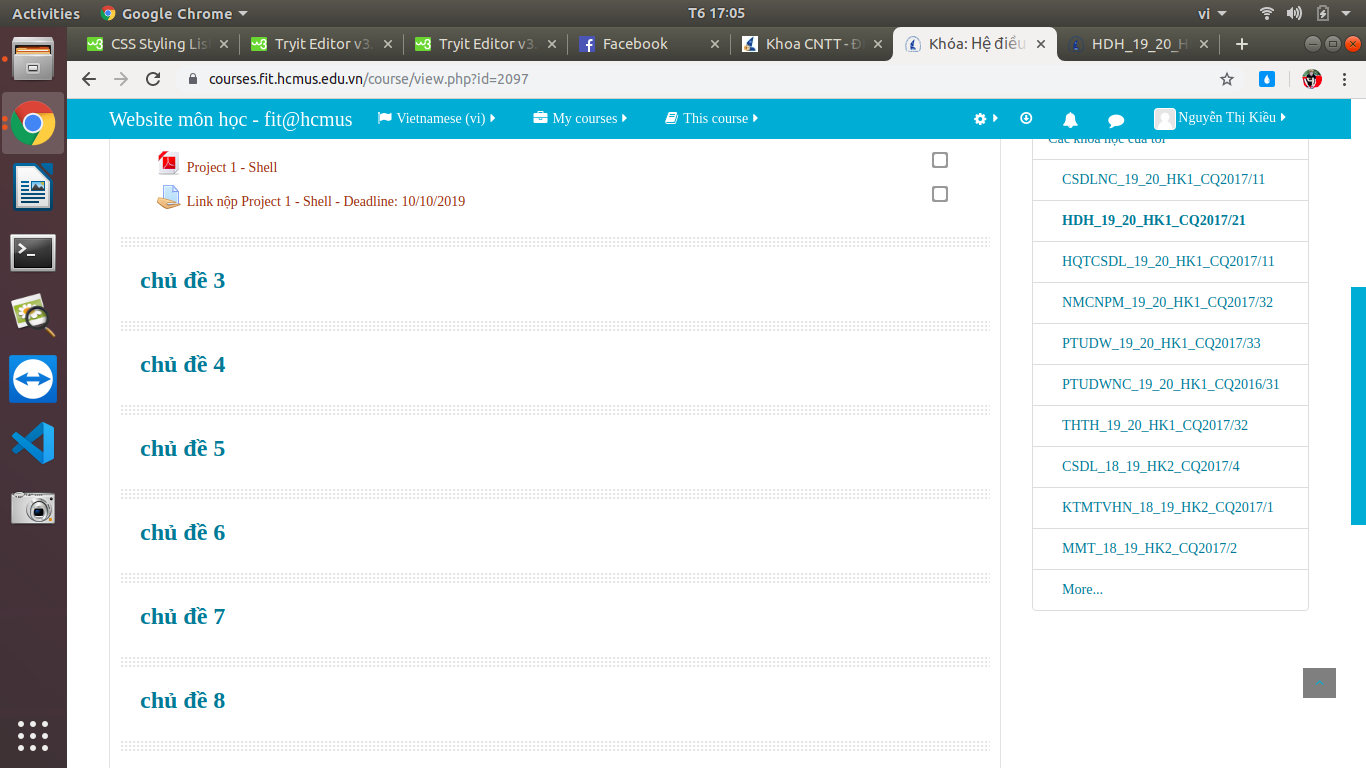 Activities
Google Chrome
T6 17:05
vi
CSS Styling Lis
Tryit Editor v3.
Tryit Editor v3.
Facebook
Khoa CNTT - Đ
Khóa: Hệ điều
HDH_19_20_H
courses.fit.hcmus.edu.vn/course/view.php?id=2097
Website môn học - fit@hcmus
Vietnamese (vi)
My courses
This course
Nguyễn Thị Kiều
Project 1 - Shell
Link nộp Project 1 - Shell - Deadline: 10/10/2019
chủ đề 3
chủ đề 4
chủ đề 5
chủ đề 6
chủ đề 7
chủ đề 8
Các khoá học của tôi
CSDLNC_19_20_HK1_CQ2017/11
HDH_19_20_HK1_CQ2017/21
HQTCSDL_19_20_HK1_CQ2017/11
NMCNPM_19_20_HK1_CQ2017/32
PTUDW_19_20_HK1_CQ2017/33
PTUDWNC_19_20_HK1_CQ2016/31
THTH_19_20_HK1_CQ2017/32
CSDL_18_19_HK2_CQ2017/4
KTMTVHN_18_19_HK2_CQ2017/1
MMT_18_19_HK2_CQ2017/2
More...